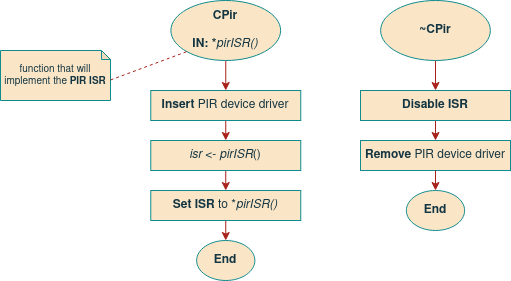 CPir
IN: *pirISR()
function that will
implement the PIR ISR
Insert PIR device driver
isr <- pirISR()
Set ISR to *pirISR()
End
~CPir
Disable ISR
Remove PIR device driver
End